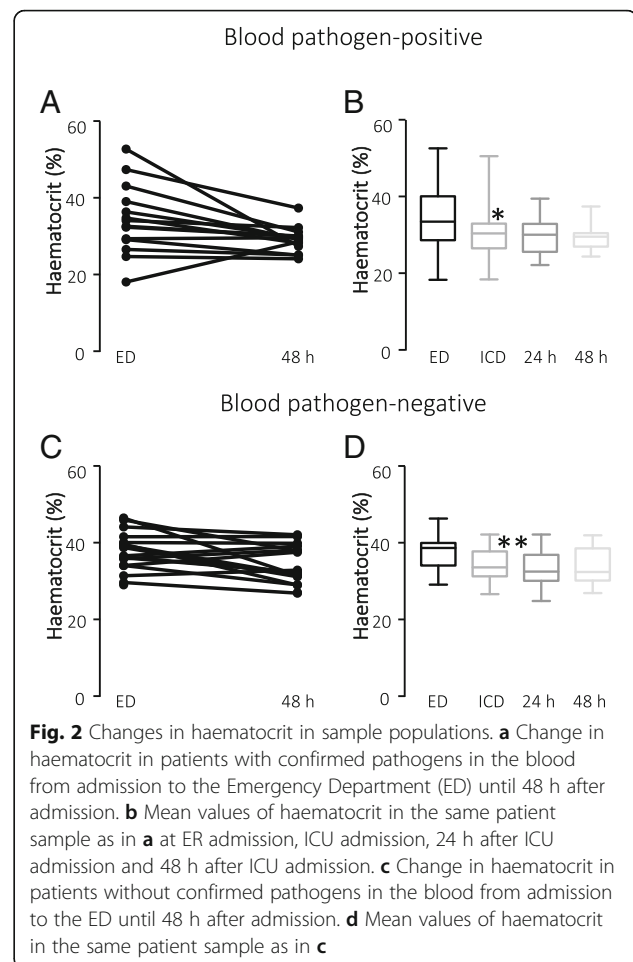 Blood pathogen-positive
A
B
Haematocrit (%)
60
40
20
0
ED
48 h
Haematocrit (%)
60
40
20
0
*
ED
ICD
24 h
48 h
Blood pathogen-negative
C
D
Haematocrit (%)
60
40
20
0
ED
48 h
Haematocrit (%)
60
40
20
0
**
ED
ICD
24 h
48 h
Fig. 2 Changes in haematocrit in sample populations. a Change in
haematocrit in patients with confirmed pathogens in the blood
from admission to the Emergency Department (ED) until 48 h after
admission. b Mean values of haematocrit in the same patient
sample as in a at ER admission, ICU admission, 24 h after ICU
admission and 48 h after ICU admission. c Change in haematocrit in
patients without confirmed pathogens in the blood from admission
to the ED until 48 h after admission. d Mean values of haematocrit
in the same patient sample as in c